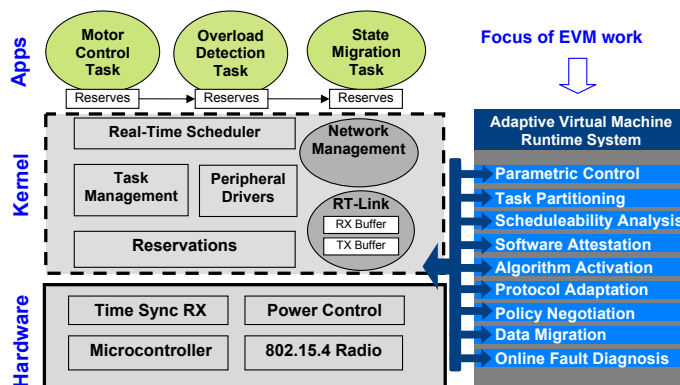 Apps
Motor
Control
Task
Overload
Detection
Task
State
Migration
Task
Reserves
Reserves
Reserves
Focus of EVM work
Kernel
Real-Time Scheduler
Network
Management
Task
Management
Peripheral
Drivers
RT-Link
RX Buffer
TX Buffer
Reservations
Adaptive Virtual Machine
Runtime System
Parametric Control
Task Partitioning
Scheduleability Analysis
Software Attestation
Algorithm Activation
Protocol Adaptation
Policy Negotiation
Data Migration
Online Fault Diagnosis
Hardware
Time Sync RX
Power Control
Microcontroller
802.15.4 Radio